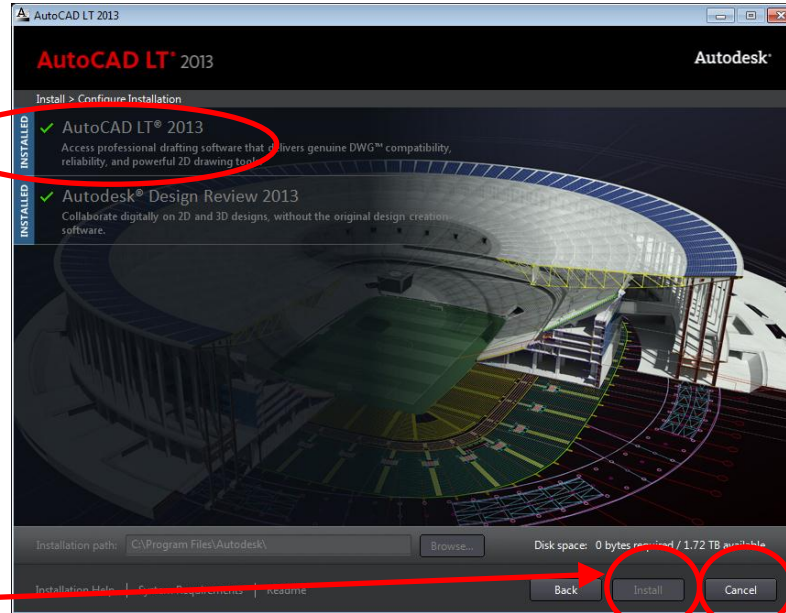 AutoCAD LT 2013
AutoCAD LT® 2013
Autodesk®
Install > Configure Installation
INSTALLED
AutoCAD LT® 2013
Access professional drafting software that delivers genuine DWG™ compatibility,
reliability, and powerful 2D drawing tools.
INSTALLED
Autodesk® Design Review 2013
Collaborate digitally on 2D and 3D designs, without the original design creation
software.
Installation path: C:\Program Files\Autodesk\ Browse... Disk space: 0 bytes required / 1.72 TB available
Installation Help | System Requirements | Readme Back Install Cancel